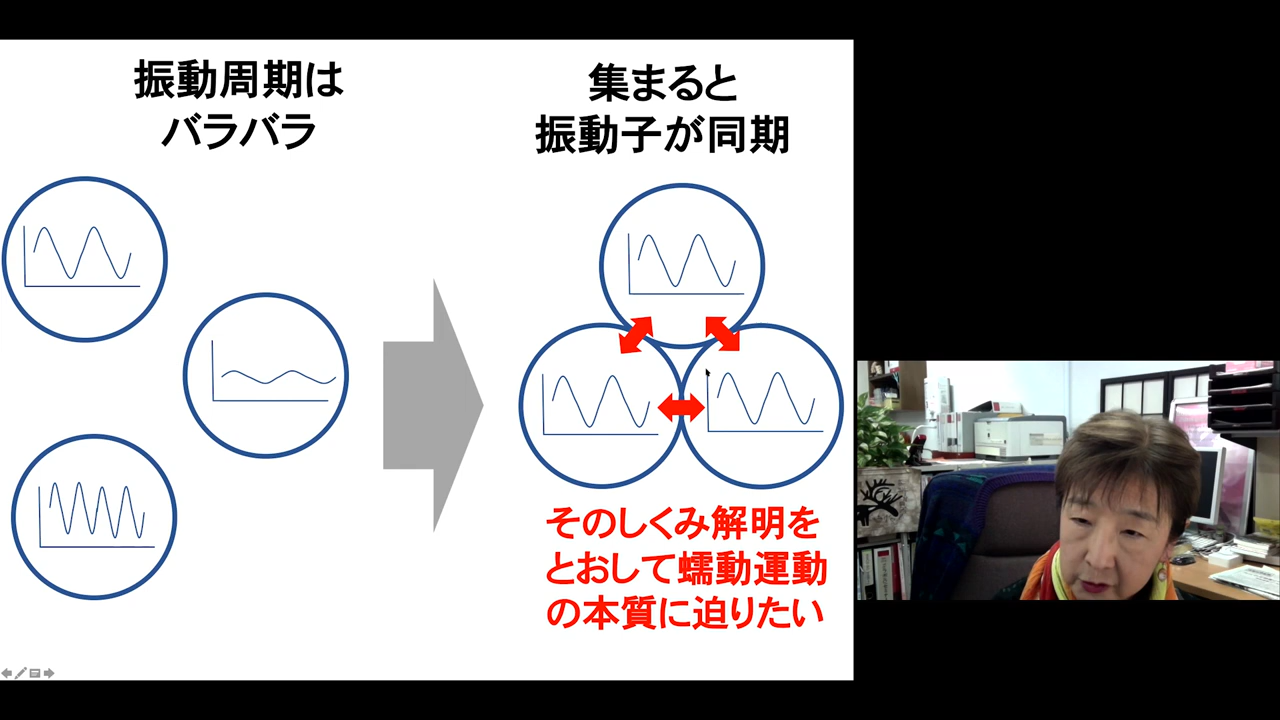 振動周期は
バラバラ
集まると
振動子が同期
そのしくみ解明を
とおして蠕動運動
の本質に迫りたい